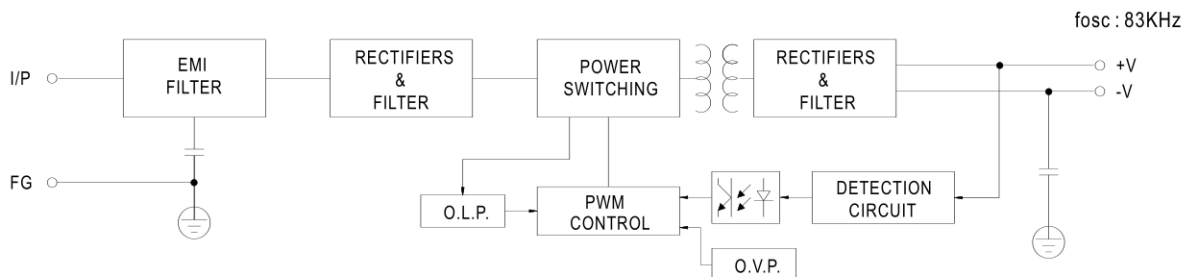 fosc : 83KHz
I/P
EMI
FILTER
RECTIFIERS
&
FILTER
POWER
SWITCHING
RECTIFIERS
&
FILTER
+V
-V
FG
O.L.P.
PWM
CONTROL
DETECTION
CIRCUIT
O.V.P.